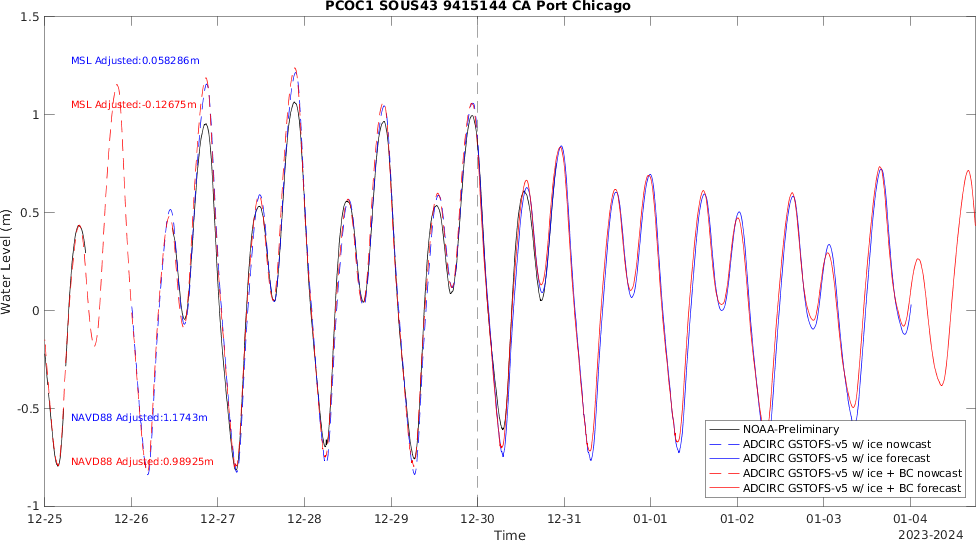 PCOC1 SOUS43 9415144 CA Port Chicago
1.5
MSL Adjusted:0.058286m
MSL Adjusted:-0.12675m
1
0.5
Water Level (m)
0
-0.5
NAVD88 Adjusted:1.1743m
NAVD88 Adjusted:0.98925m
NOAA-Preliminary
ADCIRC GSTOFS-v5 w/ ice nowcast
ADCIRC GSTOFS-v5 w/ ice forecast
ADCIRC GSTOFS-v5 w/ ice + BC nowcast
ADCIRC GSTOFS-v5 w/ ice + BC forecast
-1
12-25 12-26 12-27 12-28 12-29 12-30 12-31 01-01 01-02 01-03 01-04
Time
2023-2024